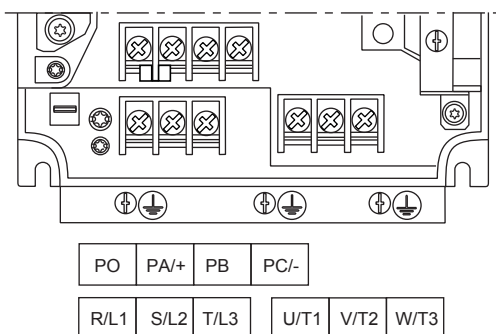 PO PA/+ PB PC/-
R/L1 S/L2 T/L3 U/T1 V/T2 W/T3